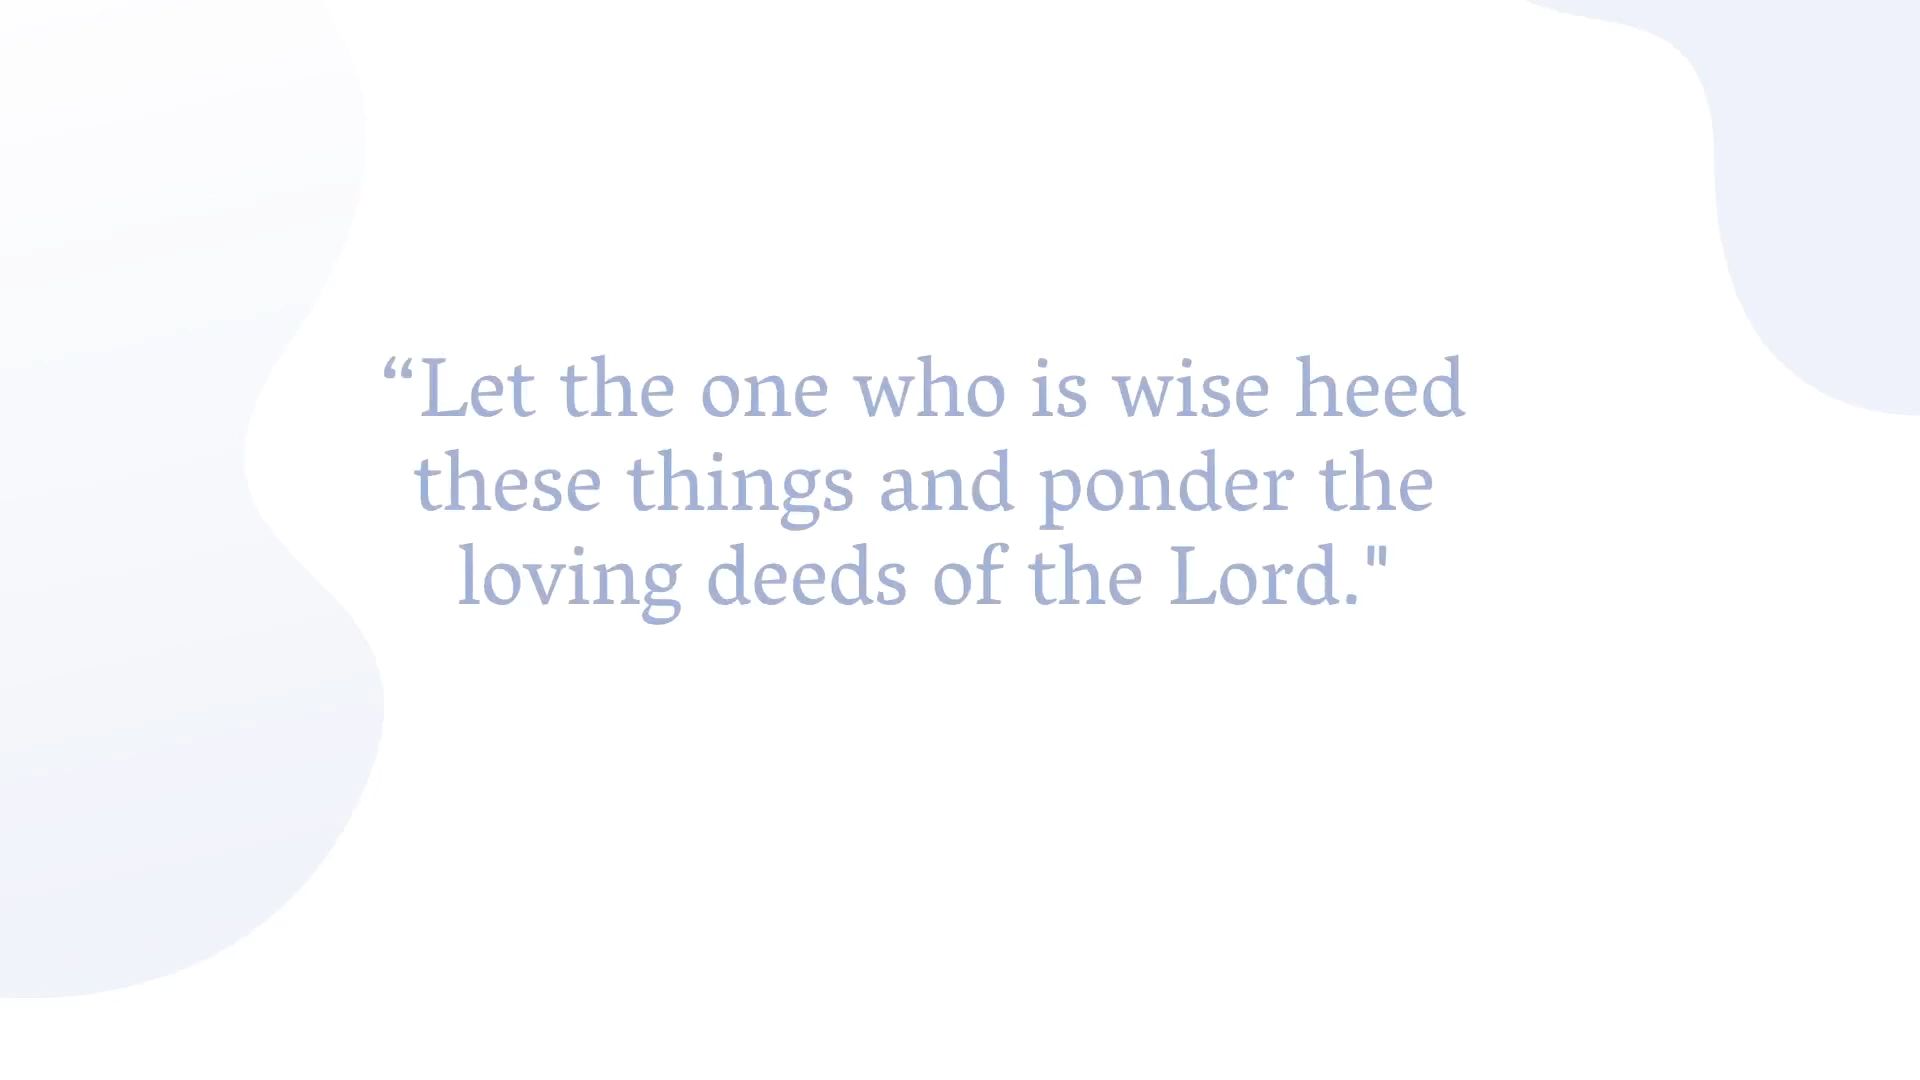 “Let the one who is wise heed
these things and ponder the
loving deeds of the Lord."